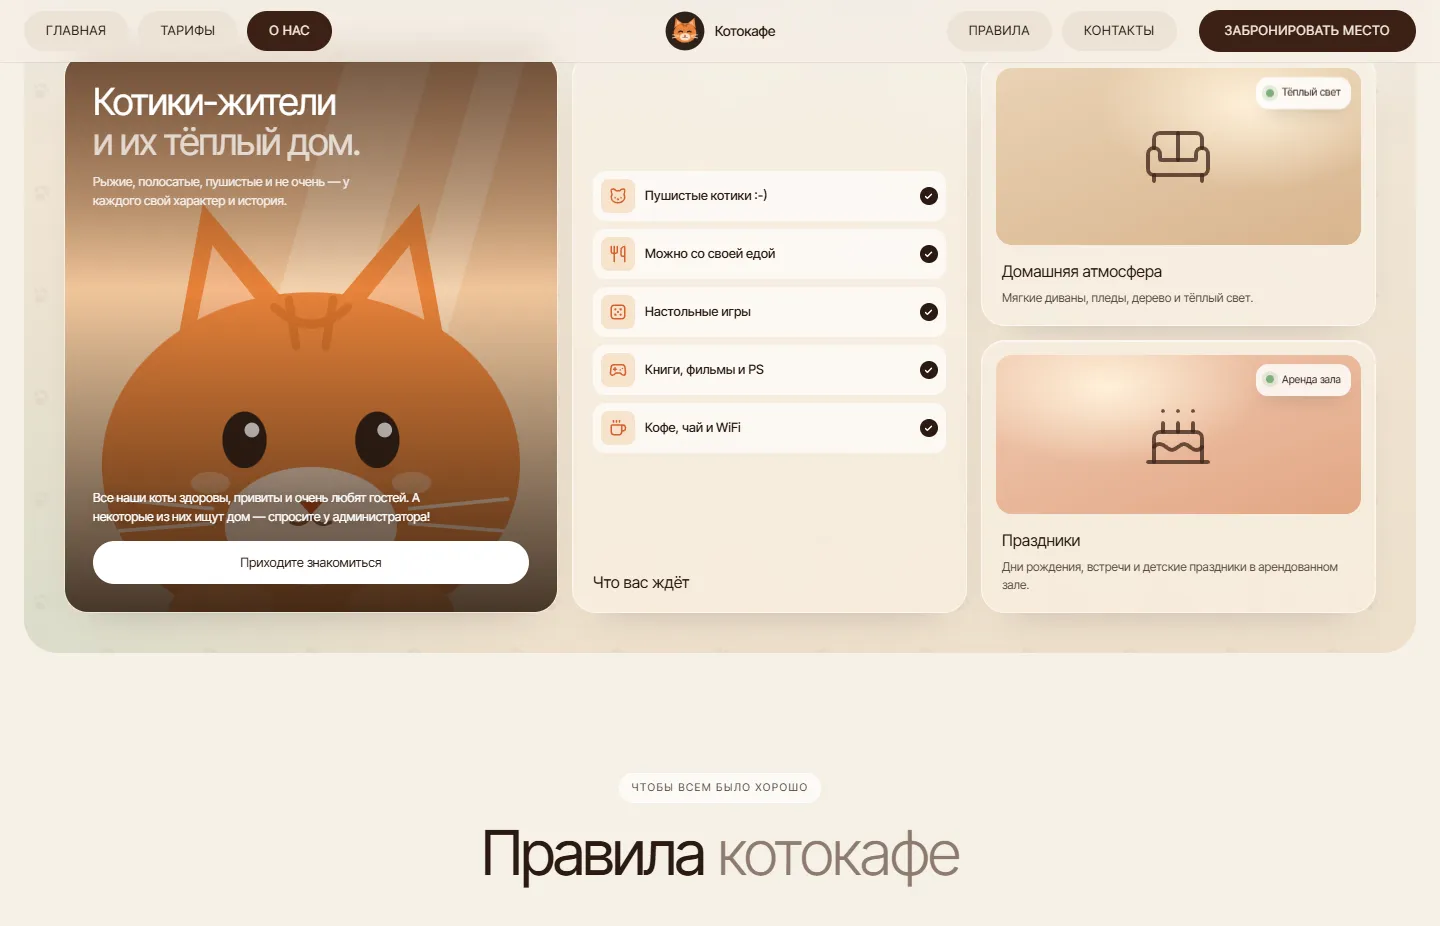 ГЛАВНАЯ
ТАРИФЫ
О НАС
Котокафе
ПРАВИЛА
КОНТАКТЫ
ЗАБРОНИРОВАТЬ МЕСТО
Котики-жители
и их тёплый дом.
Рыжие, полосатые, пушистые и не очень — у
каждого свой характер и история.
Все наши коты здоровы, привиты и очень любят гостей. А
некоторые из них ищут дом — спросите у администратора!
Приходите знакомиться
Пушистые котики :-)
Можно со своей едой
Настольные игры
Книги, фильмы и PS
Кофе, чай и WiFi
Что вас ждёт
Тёплый свет
Домашняя атмосфера
Мягкие диваны, пледы, дерево и тёплый свет.
Аренда зала
Праздники
Дни рождения, встречи и детские праздники в арендованном
зале.
ЧТОБЫ ВСЕМ БЫЛО ХОРОШО
Правила котокафе